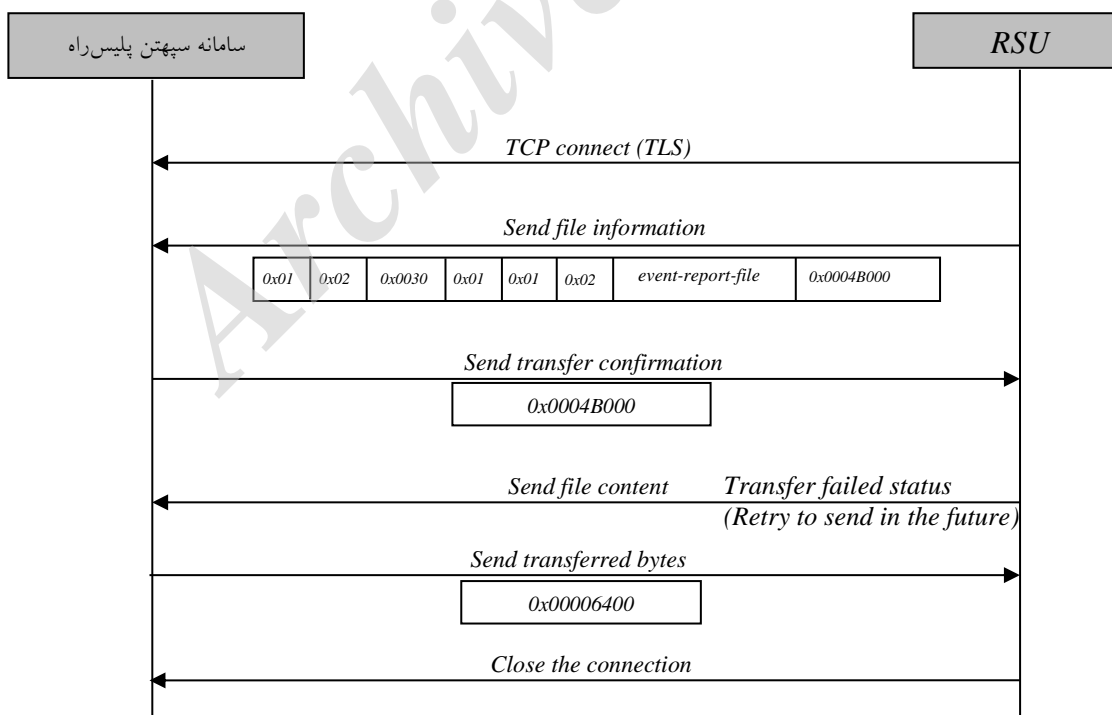 سامانه سپهتن پلیس‌راه
RSU
TCP connect (TLS)
Send file information
0x01 0x02 0x0030 0x01 0x01 0x02 event-report-file 0x0004B000
Send transfer confirmation
0x0004B000
Send file content Transfer failed status
(Retry to send in the future)
Send transferred bytes
0x00006400
Close the connection
Archive